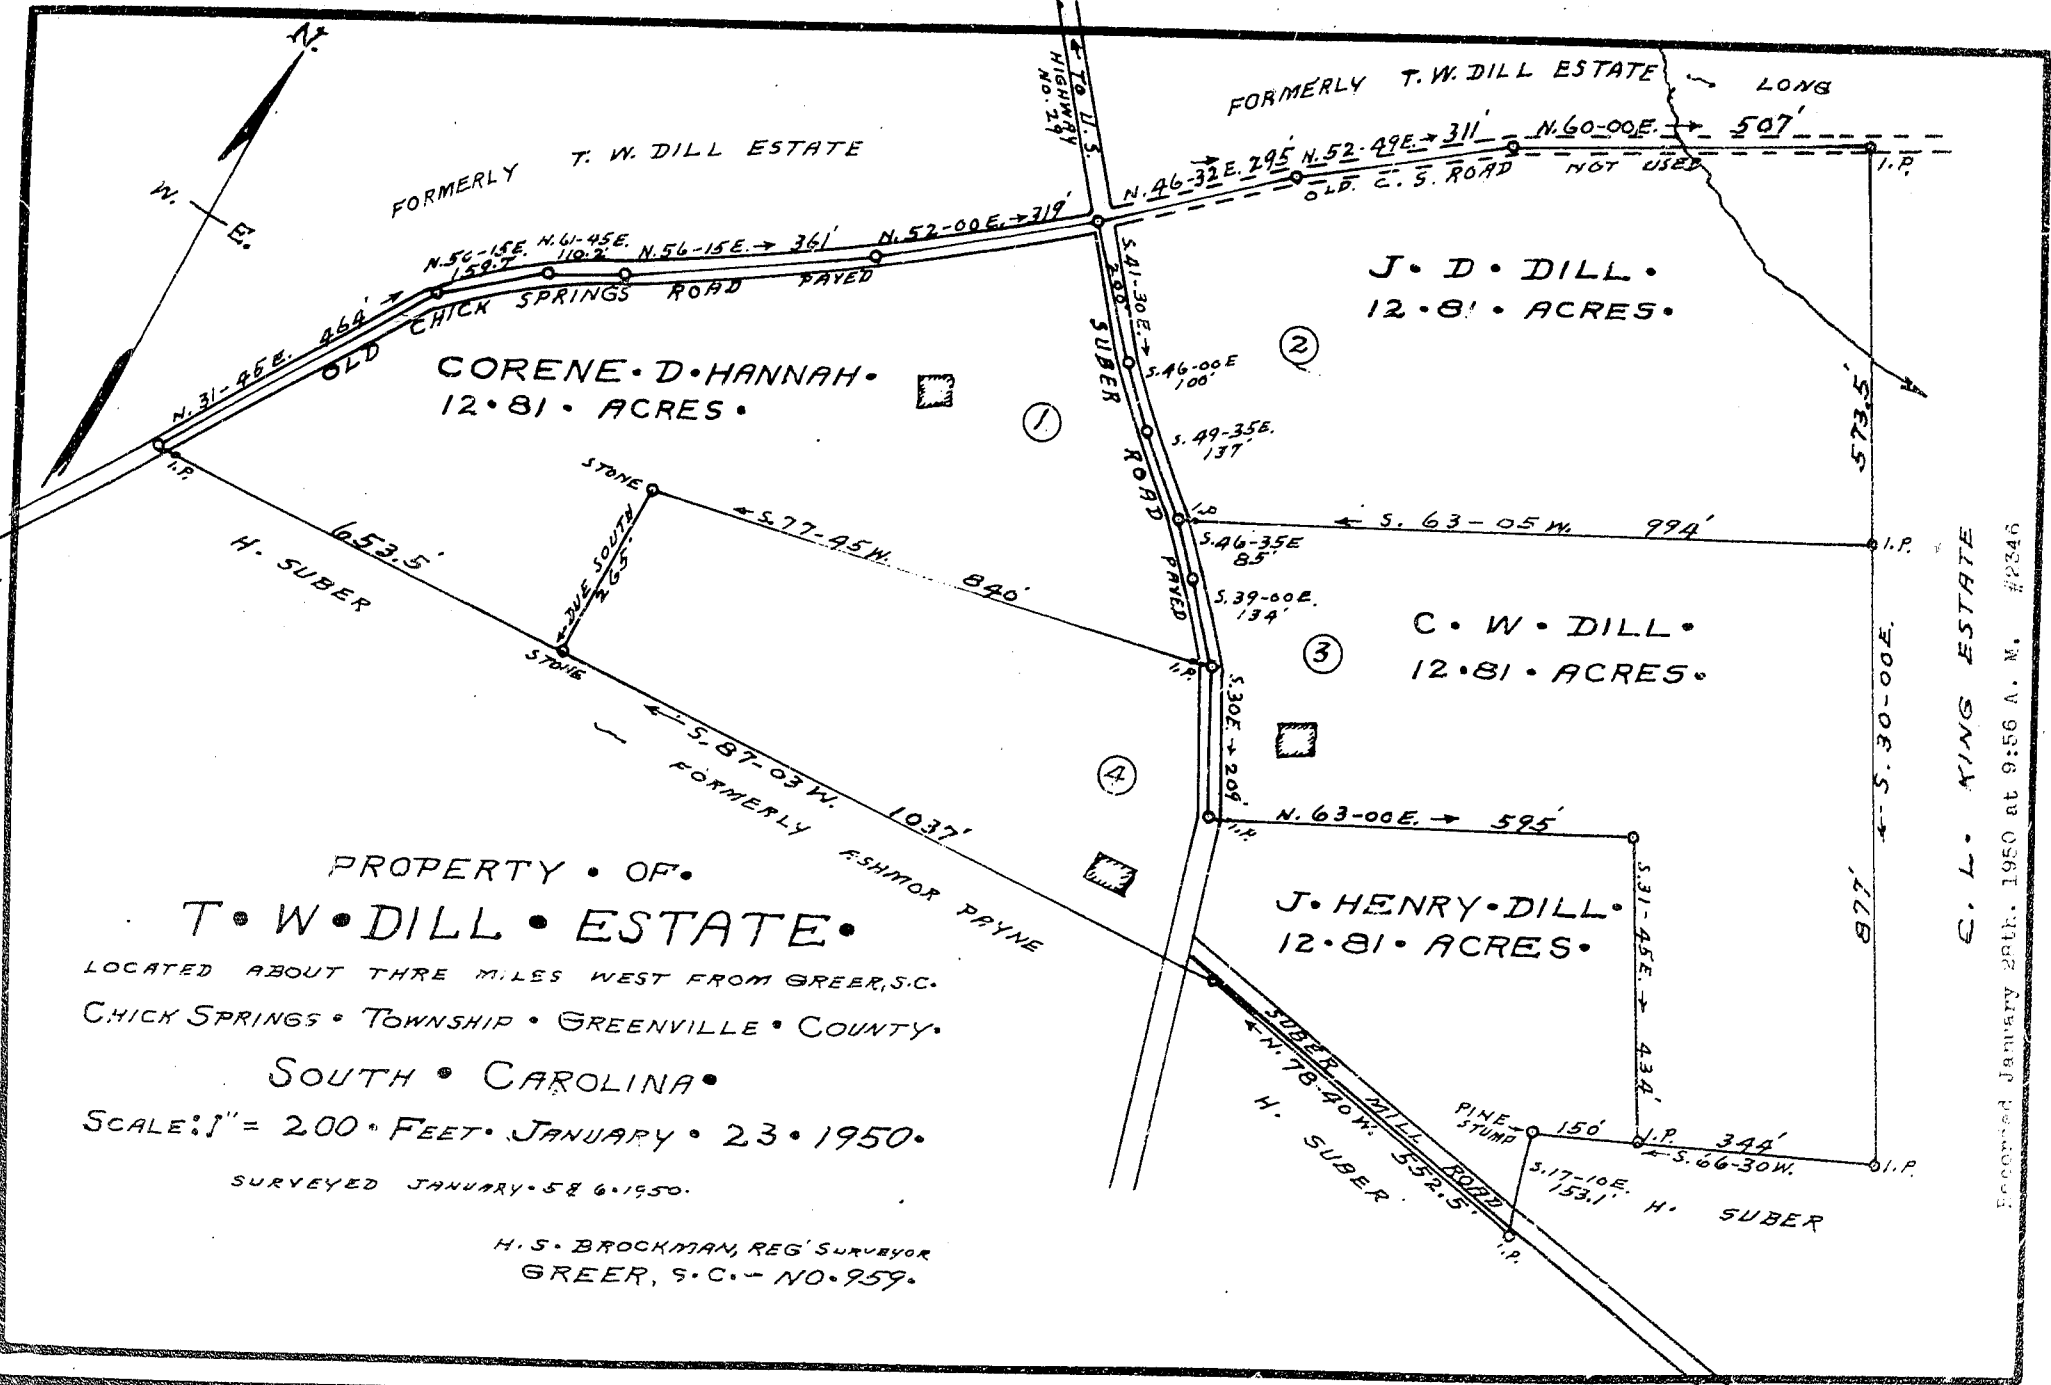 N.
W.
E.
FORMERLY T. W. DILL ESTATE
← TO U.S.
HIGHWAY
NO. 29
FORMERLY T. W. DILL ESTATE LONG
N. 31-45E. 464'
N. 56-15E
159.7
N. 61-45E.
110.2'
N. 56-15E. → 361'
N. 52-00E. → 319'
N. 46-32E. 295'
N. 52-49E. → 311'
N. 60-00E. → 507'
OLD C. S. ROAD NOT USED
I.P.
OLD CHICK SPRINGS ROAD PAVED
CORENE • D • HANNAH •
12 • 81 • ACRES •
1
J • D • DILL •
12 • 81 • ACRES •
2
S. 41-30E. →
200'
S. 46-00E
100'
S. 49-35E.
137'
SUBER ROAD PAVED
I.P.
653.5'
H. SUBER
STONE
← DUE SOUTH
265'
STONE
← S. 77-45W. 840'
I.P.
I.P.
← S. 63-05W. 994'
I.P.
573.5'
S. 46-35E
85'
S. 39-00E.
134'
C • W • DILL •
12 • 81 • ACRES •
3
S. 30E → 209'
I.P.
4
← S. 87-03W. 1037'
FORMERLY ASHMOR PAYNE
N. 63-00E. → 595'
J • HENRY • DILL •
12 • 81 • ACRES •
S. 31-45E → 434'
← S. 30-00E.
877'
C. L. KING ESTATE
Recorded January 28th. 1950 at 9:56 A. M. #2346
SUBER MILL ROAD
← N. 78-40W. 552.5'
H. SUBER
PINE →
STUMP
150'
I.P.
344'
← S. 66-30W.
I.P.
S. 17-10E.
153.1'
H. SUBER
I.P.
PROPERTY • OF •
T • W • DILL • ESTATE •
LOCATED ABOUT THRE MILES WEST FROM GREER, S.C.
CHICK SPRINGS • TOWNSHIP • GREENVILLE • COUNTY •
SOUTH • CAROLINA •
SCALE: 1" = 200 • FEET • JANUARY • 23 • 1950 •
SURVEYED JANUARY • 5 & 6 • 1950.
H. S. BROCKMAN, REG' SURVEYOR
GREER, S. C. - NO. 959.